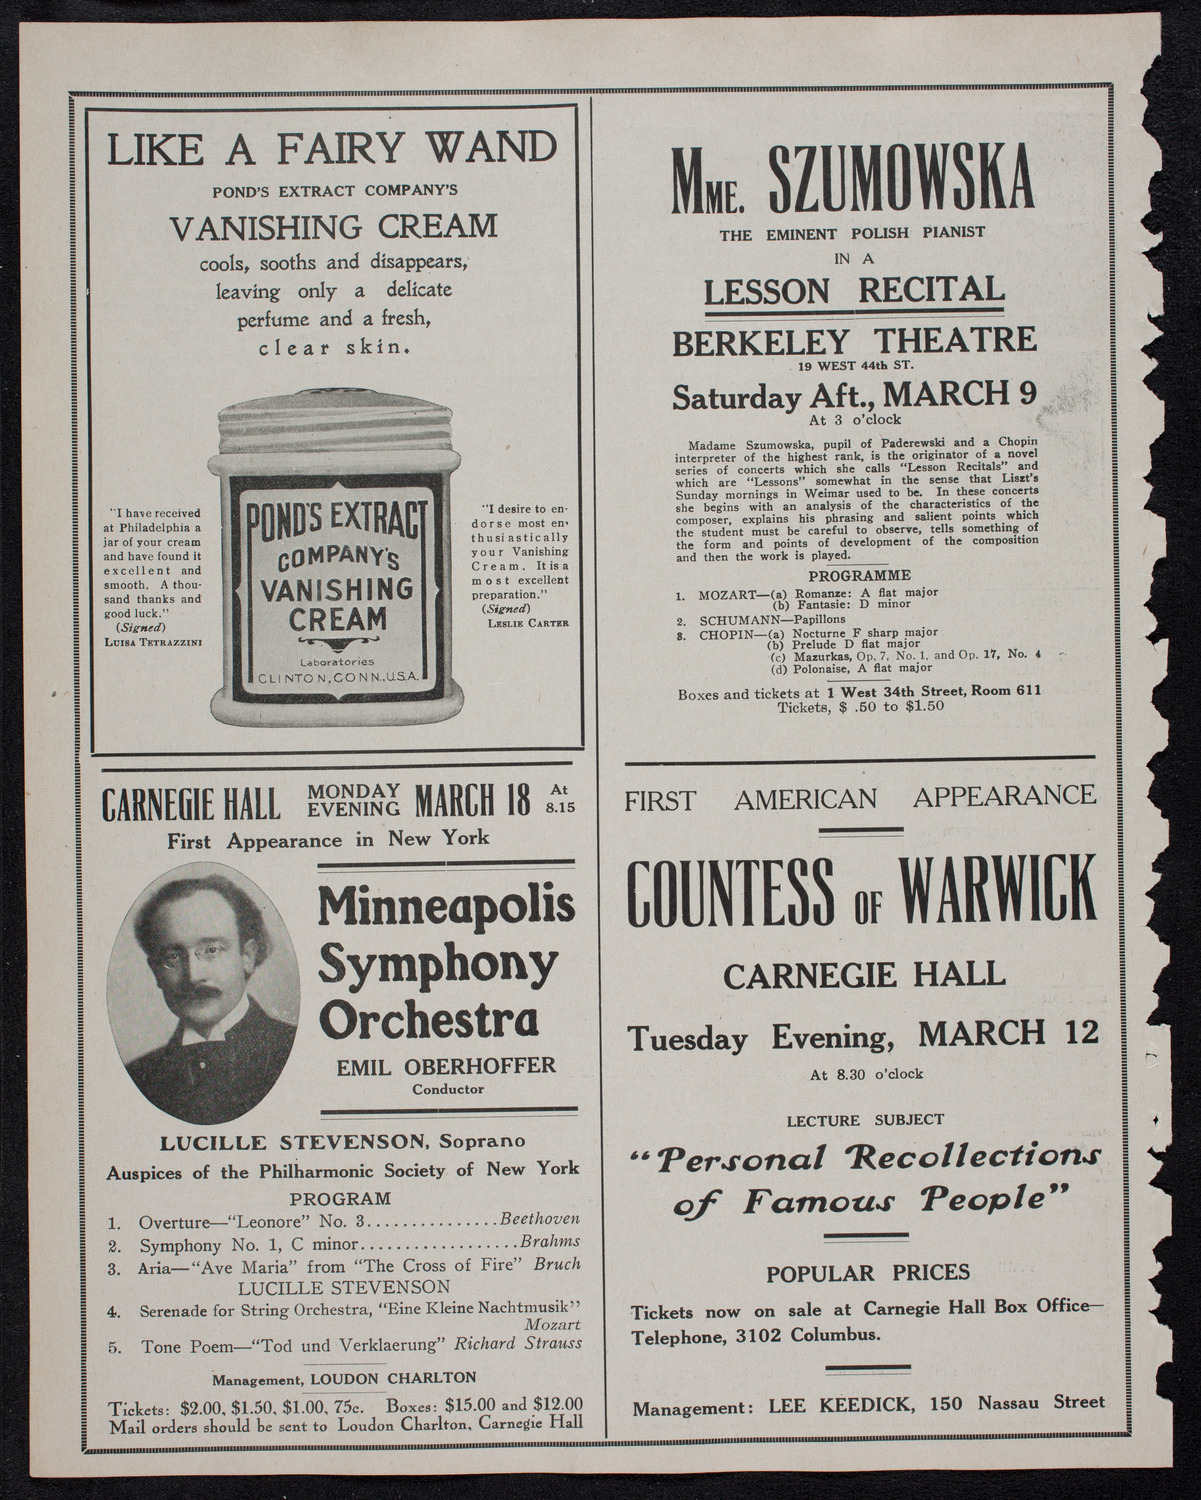 LIKE A FAIRY WAND
POND'S EXTRACT COMPANY'S
VANISHING CREAM
cools, sooths and disappears,
leaving only a delicate
perfume and a fresh,
clear skin.
"I have received
at Philadelphia a
jar of your cream
and have found it
excellent and
smooth. A thou-
sand thanks and
good luck."
(Signed)
LUISA TETRAZZINI
POND'S EXTRACT
COMPANY'S
VANISHING
CREAM
Laboratories
CLINTON, CONN., U.S.A.
"I desire to en-
dorse most en-
thusiastically
your Vanishing
Cream. It is a
most excellent
preparation."
(Signed)
LESLIE CARTER
CARNEGIE HALL MONDAY EVENING MARCH 18 At 8.15
First Appearance in New York
Minneapolis
Symphony
Orchestra
EMIL OBERHOFFER
Conductor
LUCILLE STEVENSON, Soprano
Auspices of the Philharmonic Society of New York
PROGRAM
1. Overture—"Leonore" No. 3...............Beethoven
2. Symphony No. 1, C minor..................Brahms
3. Aria—"Ave Maria" from "The Cross of Fire" Bruch
LUCILLE STEVENSON
4. Serenade for String Orchestra, "Eine Kleine Nachtmusik"
Mozart
5. Tone Poem—"Tod und Verklaerung" Richard Strauss
Management, LOUDON CHARLTON
Tickets: $2.00, $1.50, $1.00, 75c. Boxes: $15.00 and $12.00
Mail orders should be sent to Loudon Charlton, Carnegie Hall
MME. SZUMOWSKA
THE EMINENT POLISH PIANIST
IN A
LESSON RECITAL
BERKELEY THEATRE
19 WEST 44th ST.
Saturday Aft., MARCH 9
At 3 o'clock
Madame Szumowska, pupil of Paderewski and a Chopin
interpreter of the highest rank, is the originator of a novel
series of concerts which she calls "Lesson Recitals" and
which are "Lessons" somewhat in the sense that Liszt's
Sunday mornings in Weimar used to be. In these concerts
she begins with an analysis of the characteristics of the
composer, explains his phrasing and salient points which
the student must be careful to observe, tells something of
the form and points of development of the composition
and then the work is played.
PROGRAMME
1. MOZART—(a) Romanze: A flat major
(b) Fantasie: D minor
2. SCHUMANN—Papillons
3. CHOPIN—(a) Nocturne F sharp major
(b) Prelude D flat major
(c) Mazurkas, Op. 7, No. 1, and Op. 17, No. 4
(d) Polonaise, A flat major
Boxes and tickets at 1 West 34th Street, Room 611
Tickets, $ .50 to $1.50
FIRST AMERICAN APPEARANCE
COUNTESS OF WARWICK
CARNEGIE HALL
Tuesday Evening, MARCH 12
At 8.30 o'clock
LECTURE SUBJECT
"Personal Recollections
of Famous People"
POPULAR PRICES
Tickets now on sale at Carnegie Hall Box Office—
Telephone, 3102 Columbus.
Management: LEE KEEDICK, 150 Nassau Street